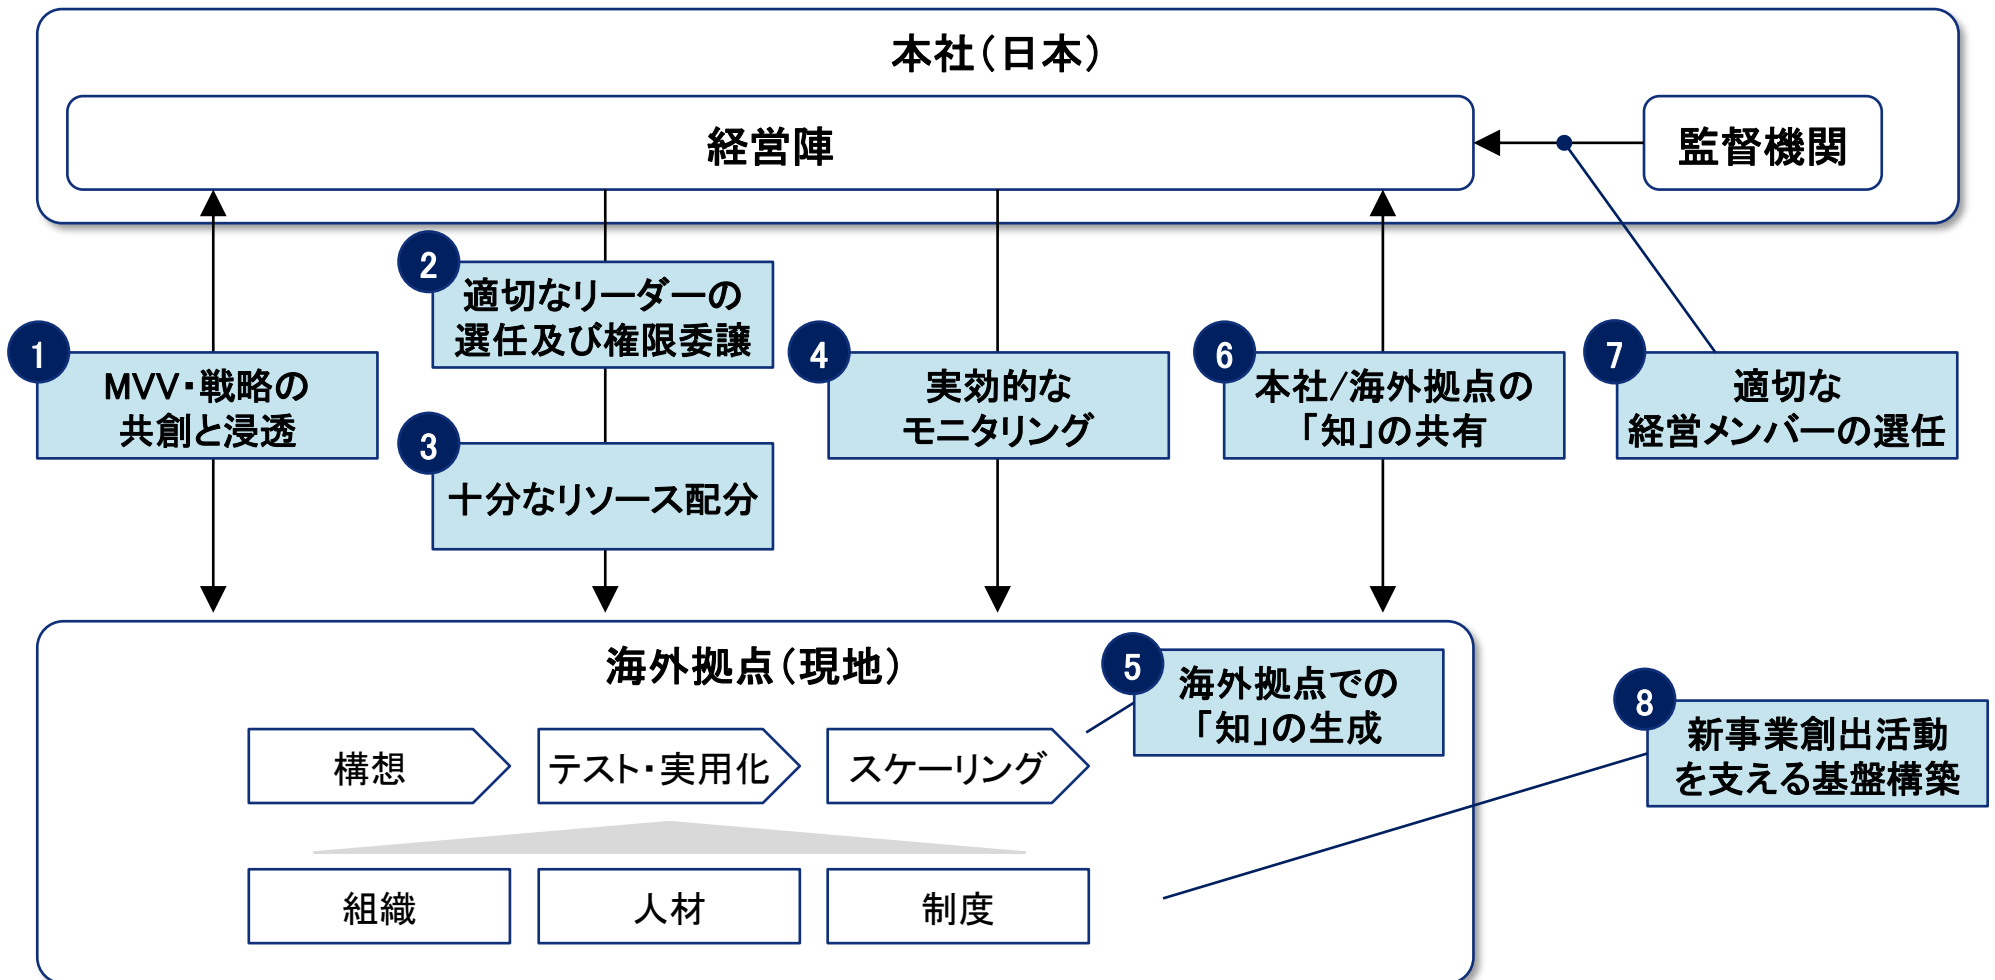 本社（日本）
経営陣
監督機関
1
MVV・戦略の
共創と浸透
2
適切なリーダーの
選任及び権限委譲
3
十分なリソース配分
4
実効的な
モニタリング
6
本社/海外拠点の
「知」の共有
7
適切な
経営メンバーの選任
海外拠点（現地）
5
海外拠点での
「知」の生成
構想
テスト・実用化
スケーリング
組織
人材
制度
8
新事業創出活動
を支える基盤構築